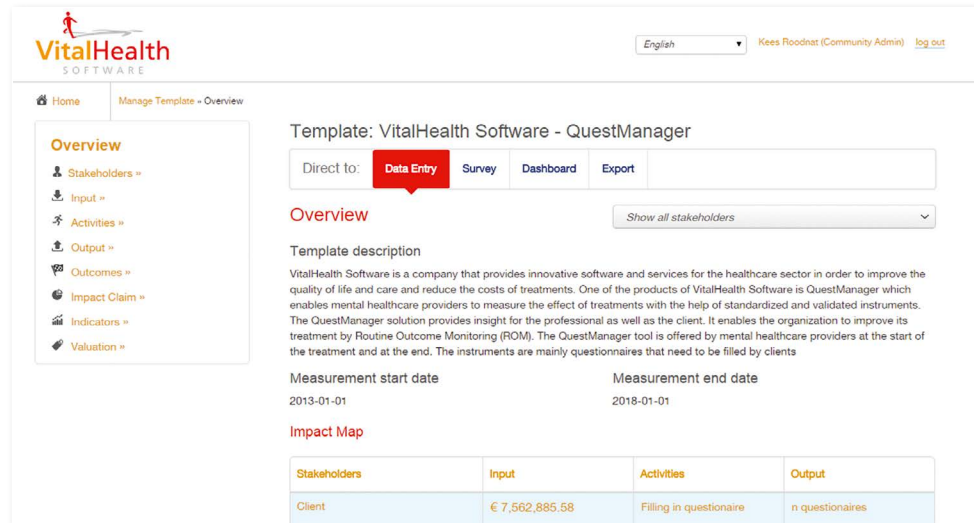 VitalHealth
SOFTWARE
English
Kees Roodnat (Community Admin) log out
Home
Manage Template » Overview
Overview
Stakeholders »
Input »
Activities »
Output »
Outcomes »
Impact Claim »
Indicators »
Valuation »
Template: VitalHealth Software - QuestManager
Direct to: Data Entry Survey Dashboard Export
Overview
Show all stakeholders
Template description
VitalHealth Software is a company that provides innovative software and services for the healthcare sector in order to improve the
quality of life and care and reduce the costs of treatments. One of the products of VitalHealth Software is QuestManager which
enables mental healthcare providers to measure the effect of treatments with the help of standardized and validated instruments.
The QuestManager solution provides insight for the professional as well as the client. It enables the organization to improve its
treatment by Routine Outcome Monitoring (ROM). The QuestManager tool is offered by mental healthcare providers at the start of
the treatment and at the end. The instruments are mainly questionnaires that need to be filled by clients
Measurement start date Measurement end date
2013-01-01 2018-01-01
Impact Map
Stakeholders Input Activities Output
Client € 7,562,885.58 Filling in questionaire n questionaires